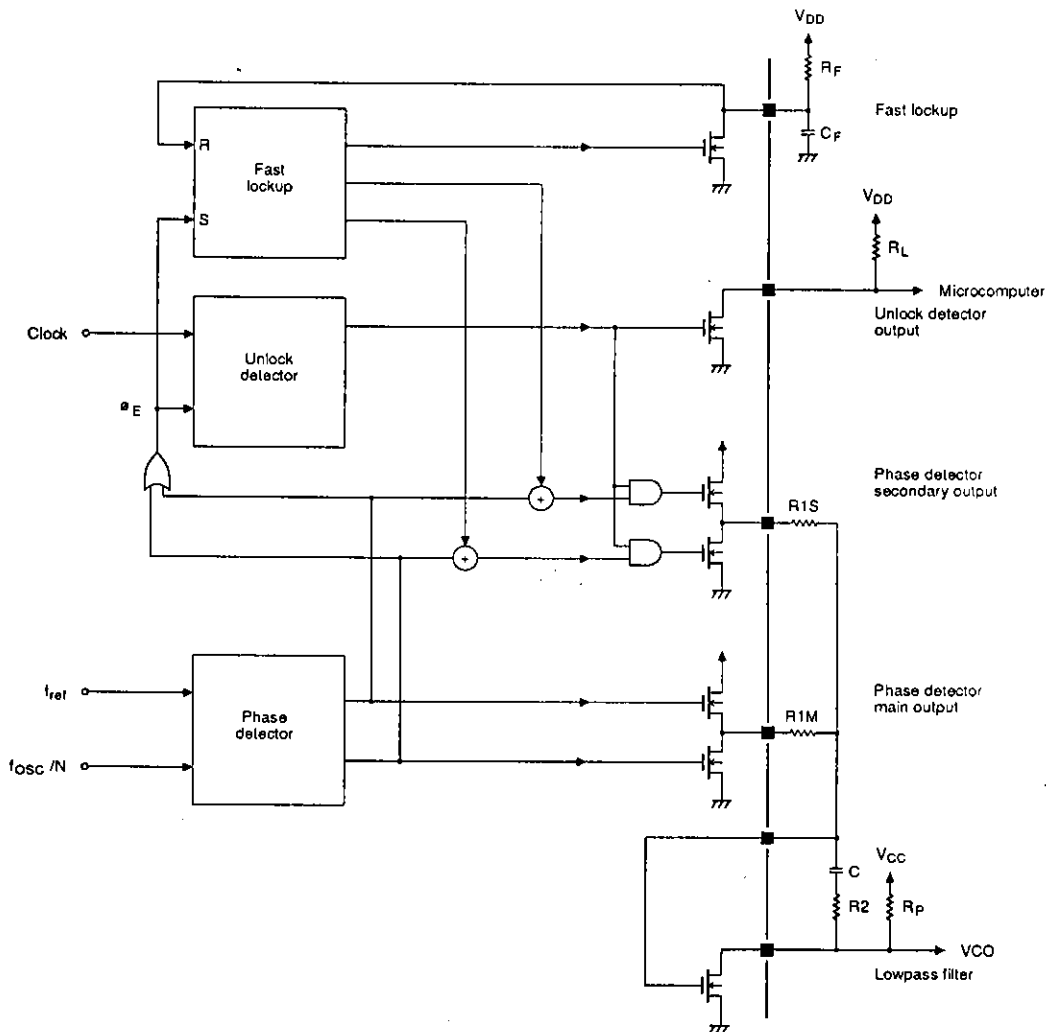 VDD
RF
Fast lockup
CF
R
Fast
lockup
S
VDD
RL
Microcomputer
Unlock detector
output
Clock
Unlock
detector
øE
Phase detector
secondary output
R1S
+
+
fref
fOSC /N
Phase
detector
Phase detector
main output
R1M
C
R2
VCC
RP
VCO
Lowpass filter